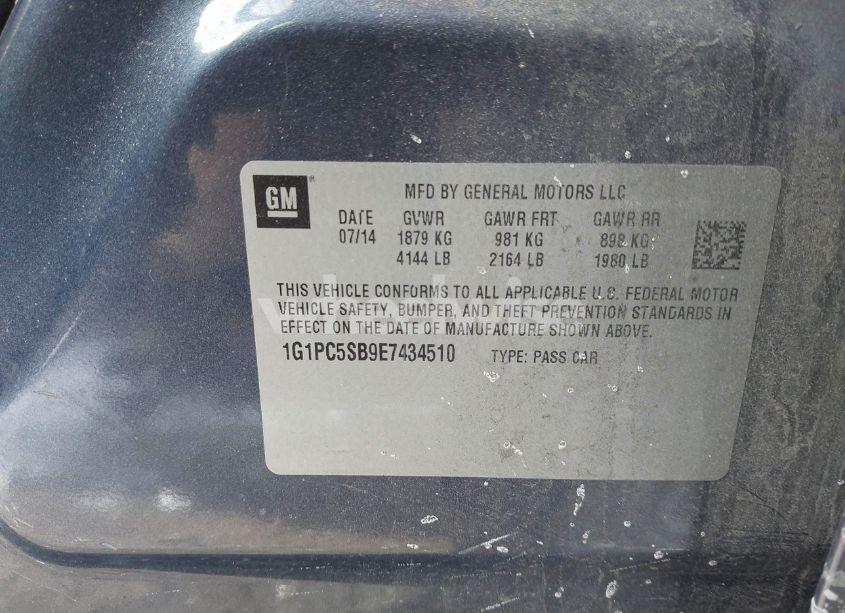 GM
MFD BY GENERAL MOTORS LLC
DATE GVWR GAWR FRT GAWR RR
07/14 1879 KG 981 KG 898 KG
4144 LB 2164 LB 1980 LB
THIS VEHICLE CONFORMS TO ALL APPLICABLE U.S. FEDERAL MOTOR
VEHICLE SAFETY, BUMPER, AND THEFT PREVENTION STANDARDS IN
EFFECT ON THE DATE OF MANUFACTURE SHOWN ABOVE.
1G1PC5SB9E7434510 TYPE: PASS CAR